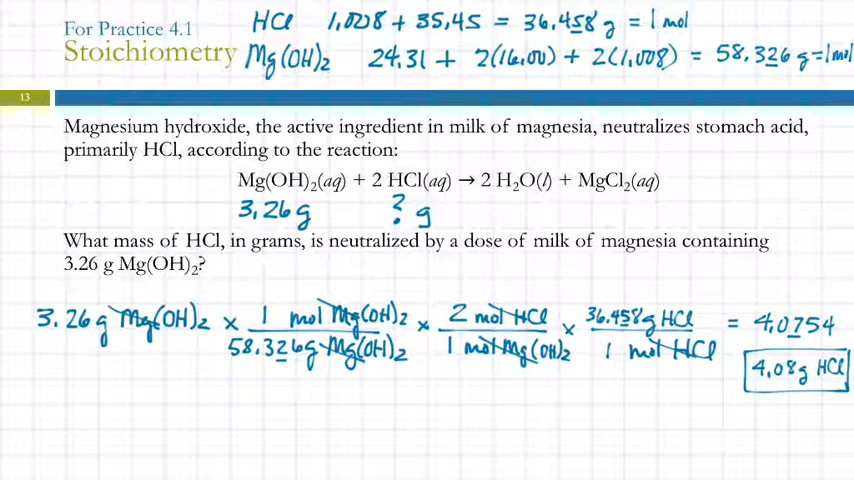 For Practice 4.1
HCl 1.008 + 35.45 = 36.458 g = 1 mol
Stoichiometry
Mg(OH)₂ 24.31 + 2(16.00) + 2(1.008) = 58.326 g = 1 mol
13
Magnesium hydroxide, the active ingredient in milk of magnesia, neutralizes stomach acid,
primarily HCl, according to the reaction:
Mg(OH)₂(aq) + 2 HCl(aq) → 2 H₂O(l) + MgCl₂(aq)
3.26 g ? g
What mass of HCl, in grams, is neutralized by a dose of milk of magnesia containing
3.26 g Mg(OH)₂?
3.26 g Mg(OH)₂ × 1 mol Mg(OH)₂ × 2 mol HCl × 36.458 g HCl = 4.0754
58.326 g Mg(OH)₂ 1 mol Mg(OH)₂ 1 mol HCl
4.08 g HCl